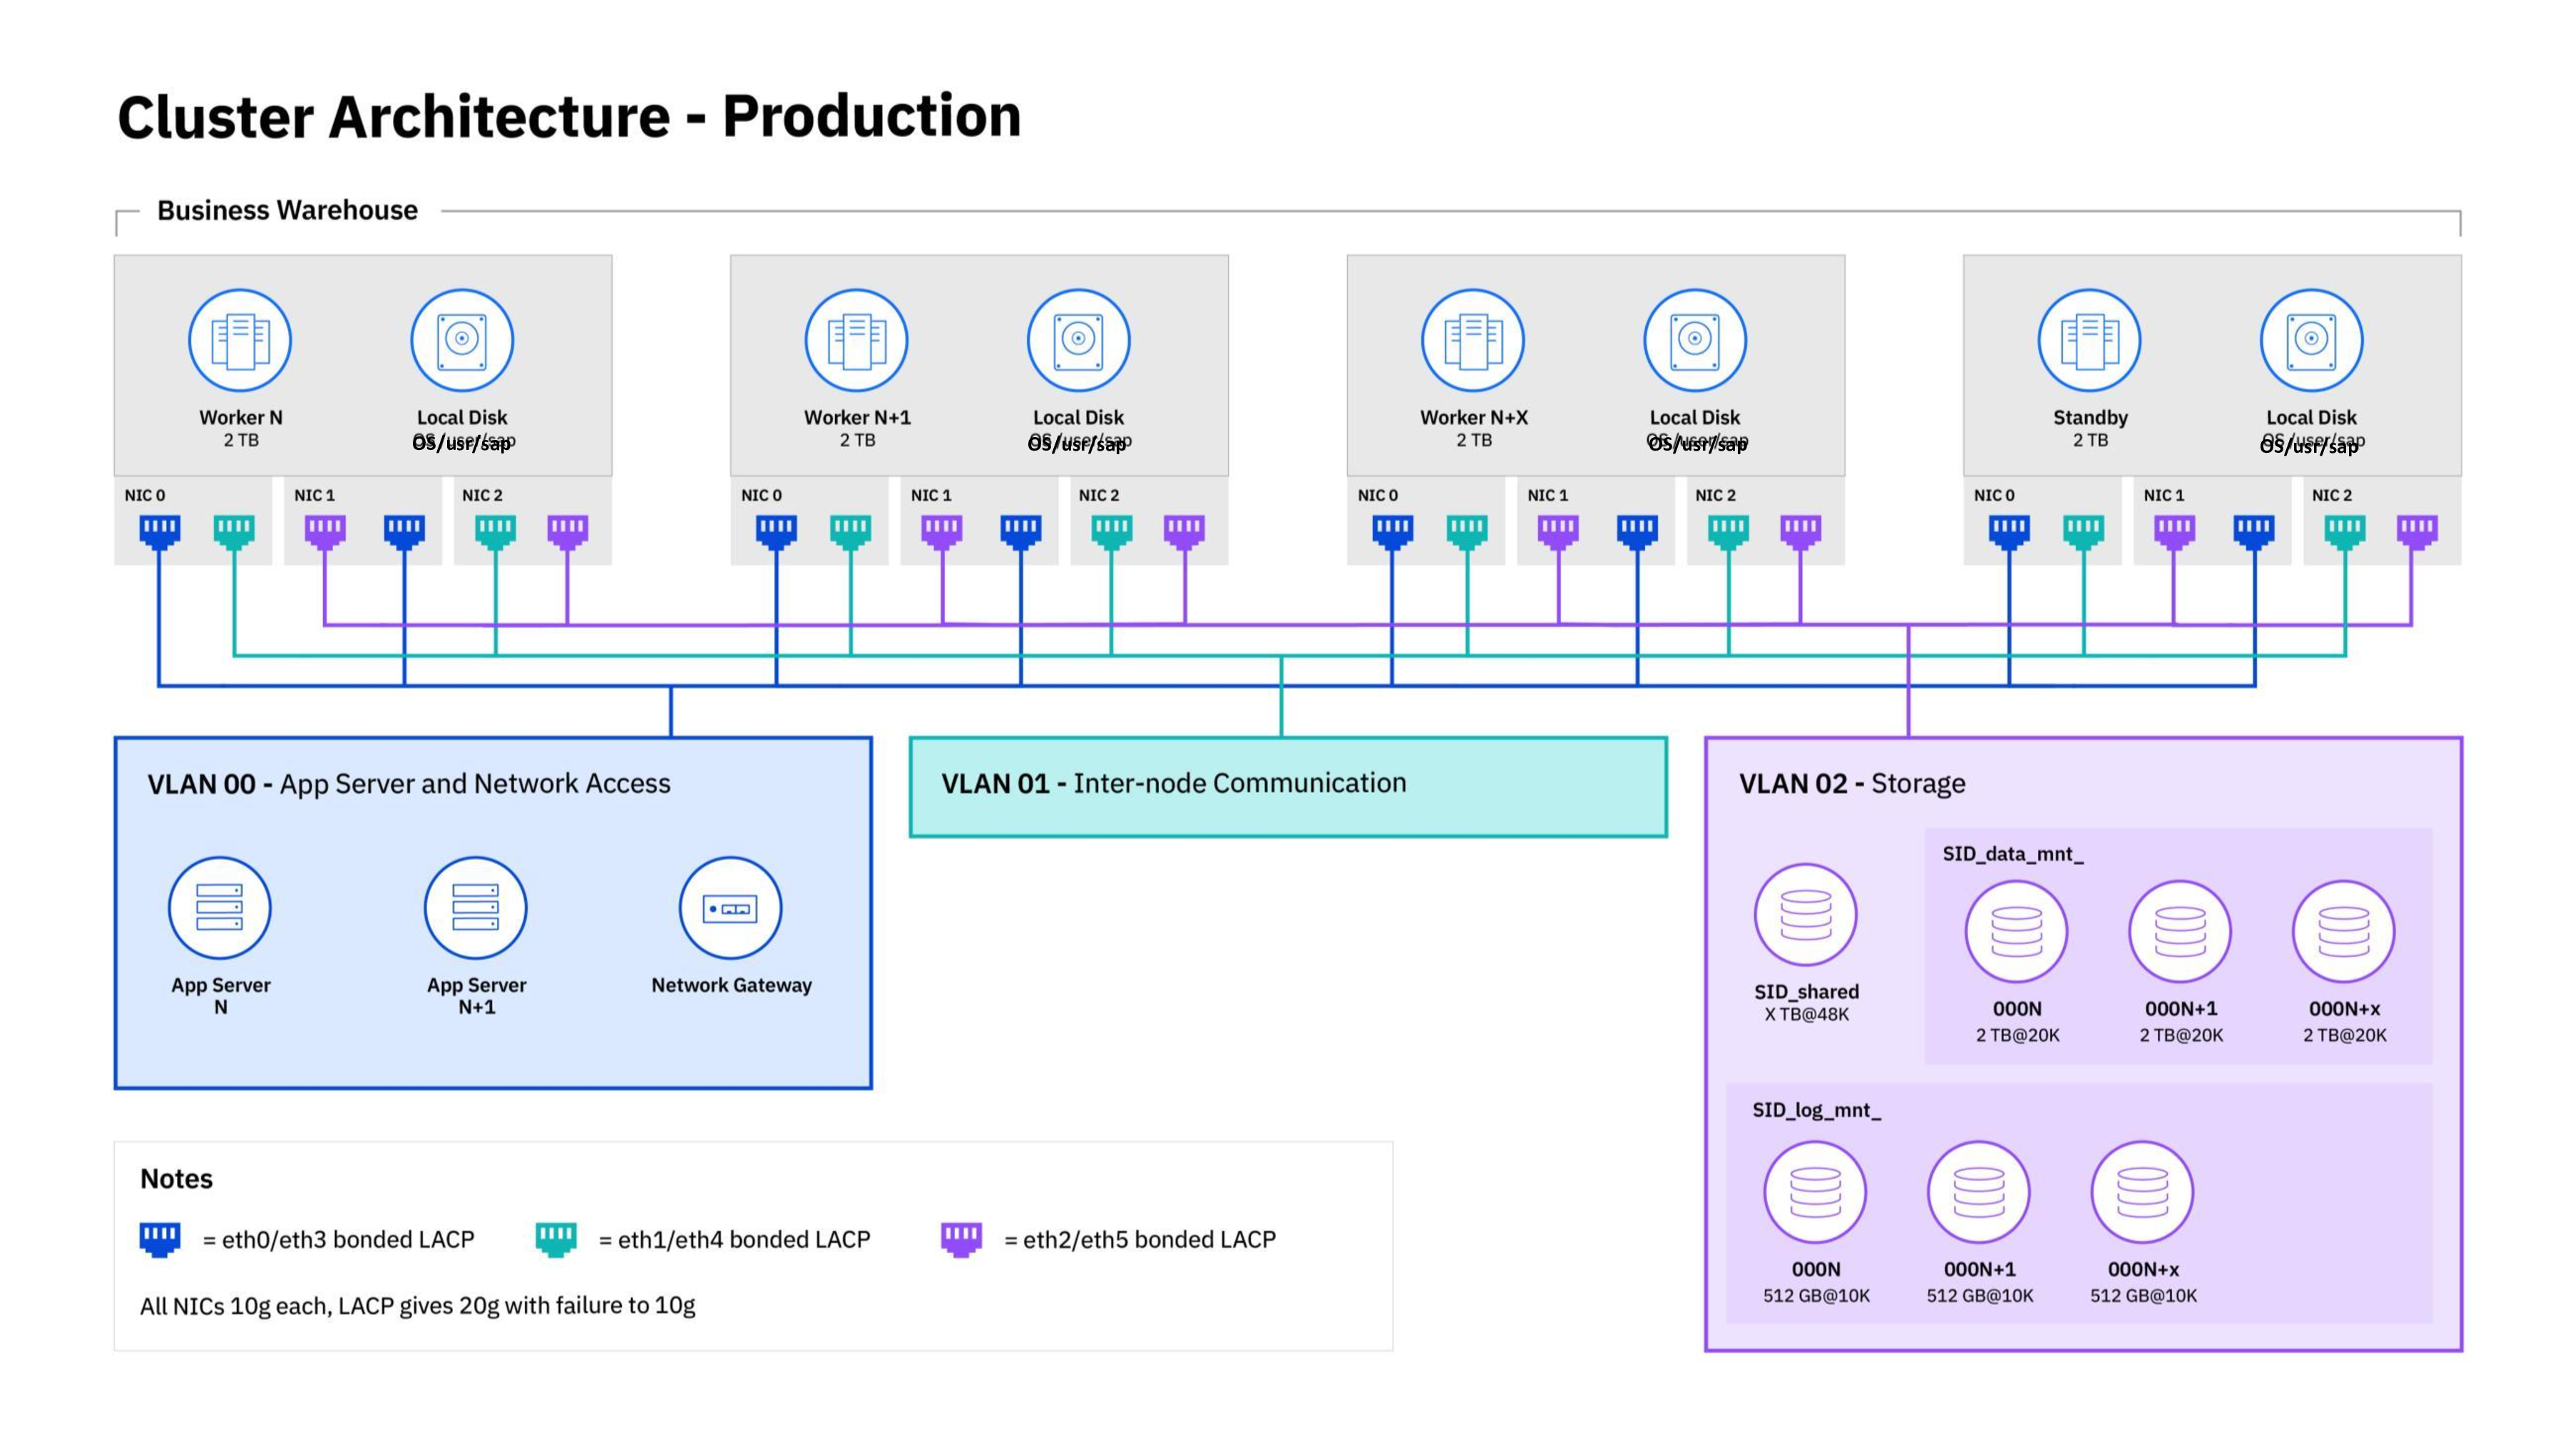 Cluster Architecture - Production
Business Warehouse
Worker N
2 TB
Local Disk
OS/usr/sap
Worker N+1
2 TB
Local Disk
OS/usr/sap
Worker N+X
2 TB
Local Disk
OS/usr/sap
Standby
2 TB
Local Disk
OS/usr/sap
NIC 0
NIC 1
NIC 2
NIC 0
NIC 1
NIC 2
NIC 0
NIC 1
NIC 2
NIC 0
NIC 1
NIC 2
VLAN 00 - App Server and Network Access
App Server
N
App Server
N+1
Network Gateway
VLAN 01 - Inter-node Communication
VLAN 02 - Storage
SID_shared
X TB@48K
SID_data_mnt_
000N
2 TB@20K
000N+1
2 TB@20K
000N+x
2 TB@20K
SID_log_mnt_
000N
512 GB@10K
000N+1
512 GB@10K
000N+x
512 GB@10K
Notes
= eth0/eth3 bonded LACP
= eth1/eth4 bonded LACP
= eth2/eth5 bonded LACP
All NICs 10g each, LACP gives 20g with failure to 10g